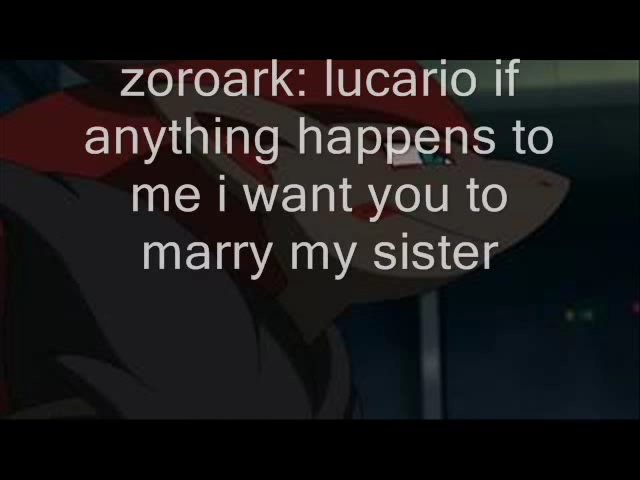 zoroark: lucario if
anything happens to
me i want you to
marry my sister